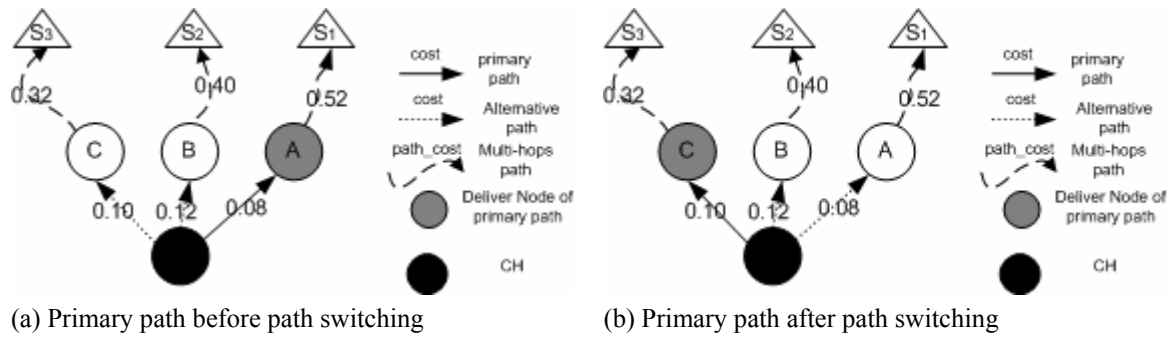 S3
S2
S1
0.32
0.40
0.52
C
B
A
0.10
0.12
0.08
cost
primary
path
cost
Alternative
path
path_cost
Multi-hops
path
Deliver Node of
primary path
CH
(a) Primary path before path switching
S3
S2
S1
0.32
0.40
0.52
C
B
A
0.10
0.12
0.08
cost
primary
path
cost
Alternative
path
path_cost
Multi-hops
path
Deliver Node of
primary path
CH
(b) Primary path after path switching